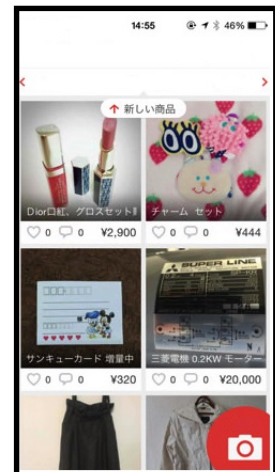 14:55
46%
新しい商品
Dior口紅、グロスセット
チャーム セット
0 0 ¥2,900
0 0 ¥444
SUPER LINE
サンキューカード 増量中
三菱電機 0.2KW モーター
0 0 ¥320
0 0 ¥20,000